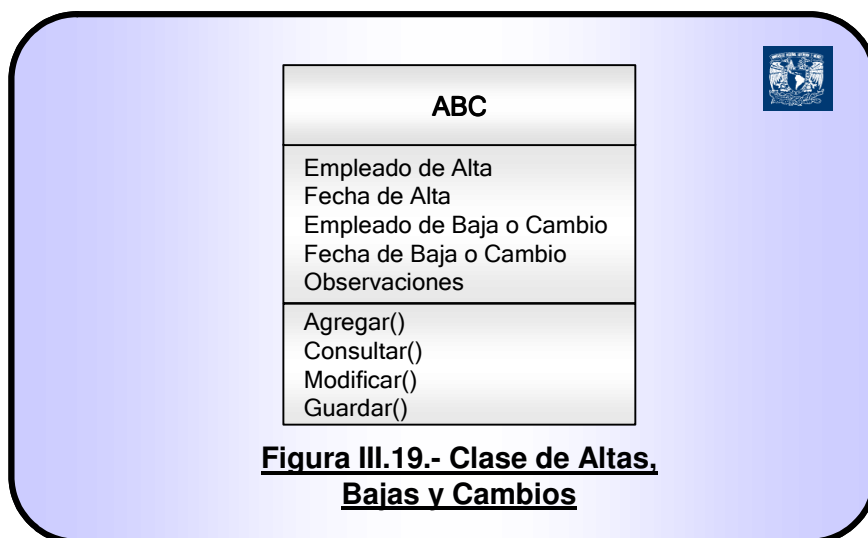 ABC
Empleado de Alta
Fecha de Alta
Empleado de Baja o Cambio
Fecha de Baja o Cambio
Observaciones
Agregar()
Consultar()
Modificar()
Guardar()
Figura III.19.- Clase de Altas,
Bajas y Cambios